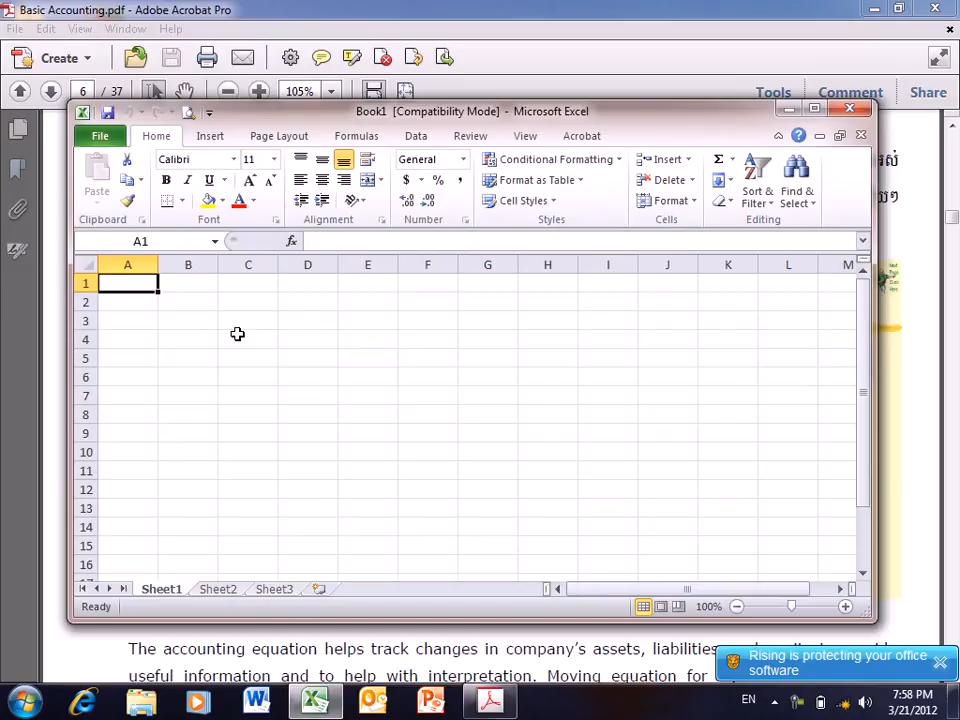 Basic Accounting.pdf - Adobe Acrobat Pro
File Edit View Window Help
Create
6 / 37 105% Tools Comment Share
Book1 [Compatibility Mode] - Microsoft Excel
File Home Insert Page Layout Formulas Data Review View Acrobat
Calibri 11 General Conditional Formatting Insert Σ
Paste B I U A A $ % , Format as Table Delete Sort & Filter Find & Select
A Cell Styles Format
Clipboard Font Alignment Number Styles Cells Editing
A1 fx
A B C D E F G H I J K L M
1
2
3
4
5
6
7
8
9
10
11
12
13
14
15
16
Sheet1 Sheet2 Sheet3
Ready 100%
The accounting equation helps track changes in company's assets, liabilities
useful information and to help with interpretation. Moving equation for
Rising is protecting your office
software
EN 7:58 PM
3/21/2012